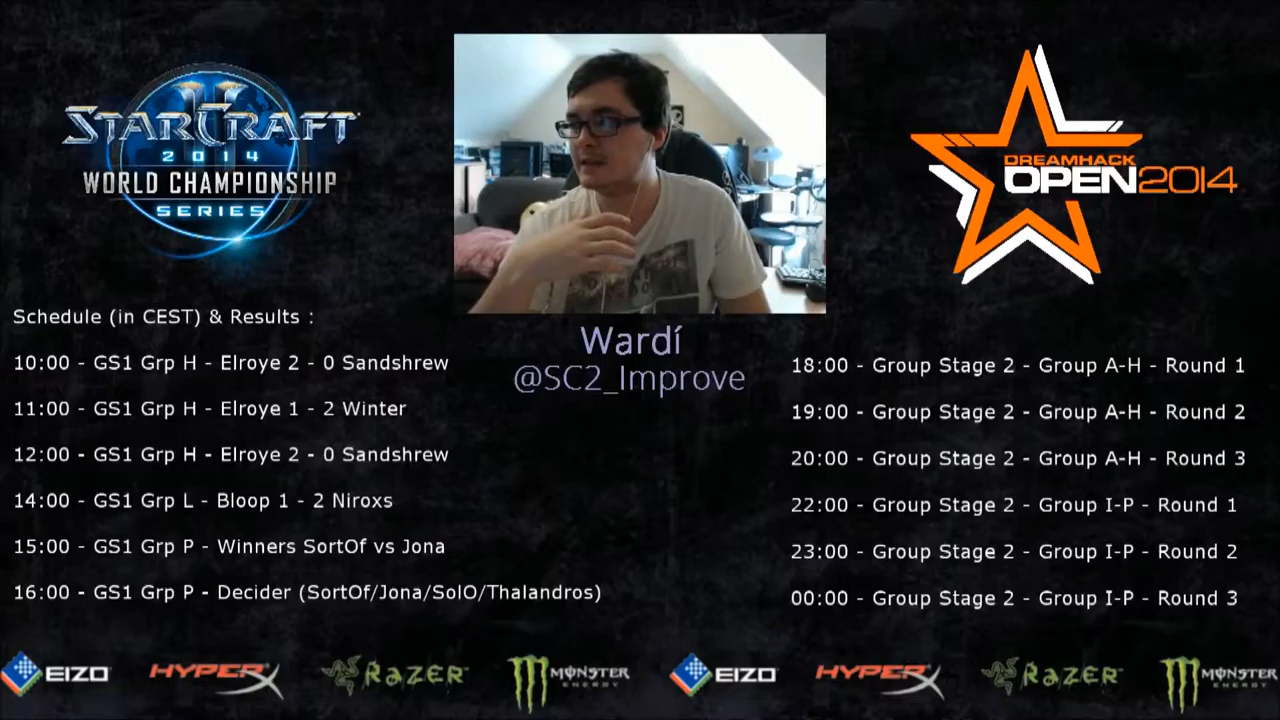 STARCRAFT
II
2014
WORLD CHAMPIONSHIP
SERIES
DREAMHACK
OPEN2014
Wardí
@SC2_Improve
Schedule (in CEST) & Results :
10:00 - GS1 Grp H - Elroye 2 - 0 Sandshrew
11:00 - GS1 Grp H - Elroye 1 - 2 Winter
12:00 - GS1 Grp H - Elroye 2 - 0 Sandshrew
14:00 - GS1 Grp L - Bloop 1 - 2 Niroxs
15:00 - GS1 Grp P - Winners SortOf vs Jona
16:00 - GS1 Grp P - Decider (SortOf/Jona/SolO/Thalandros)
18:00 - Group Stage 2 - Group A-H - Round 1
19:00 - Group Stage 2 - Group A-H - Round 2
20:00 - Group Stage 2 - Group A-H - Round 3
22:00 - Group Stage 2 - Group I-P - Round 1
23:00 - Group Stage 2 - Group I-P - Round 2
00:00 - Group Stage 2 - Group I-P - Round 3
EIZO HYPERX RAZER MONSTER ENERGY EIZO HYPERX RAZER MONSTER ENERGY